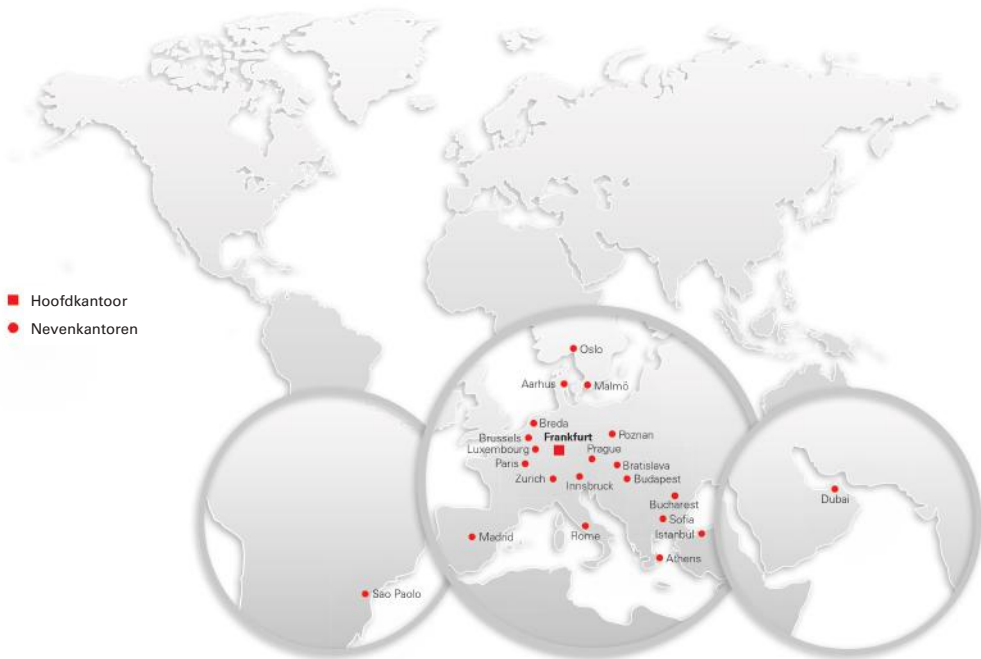 Hoofdkantoor
Nevenkantoren
Oslo
Aarhus
Malmö
Breda
Brussels
Frankfurt
Poznan
Luxembourg
Prague
Paris
Bratislava
Zurich
Innsbruck
Budapest
Bucharest
Sofia
Istanbul
Madrid
Rome
Athens
Dubai
Sao Paolo